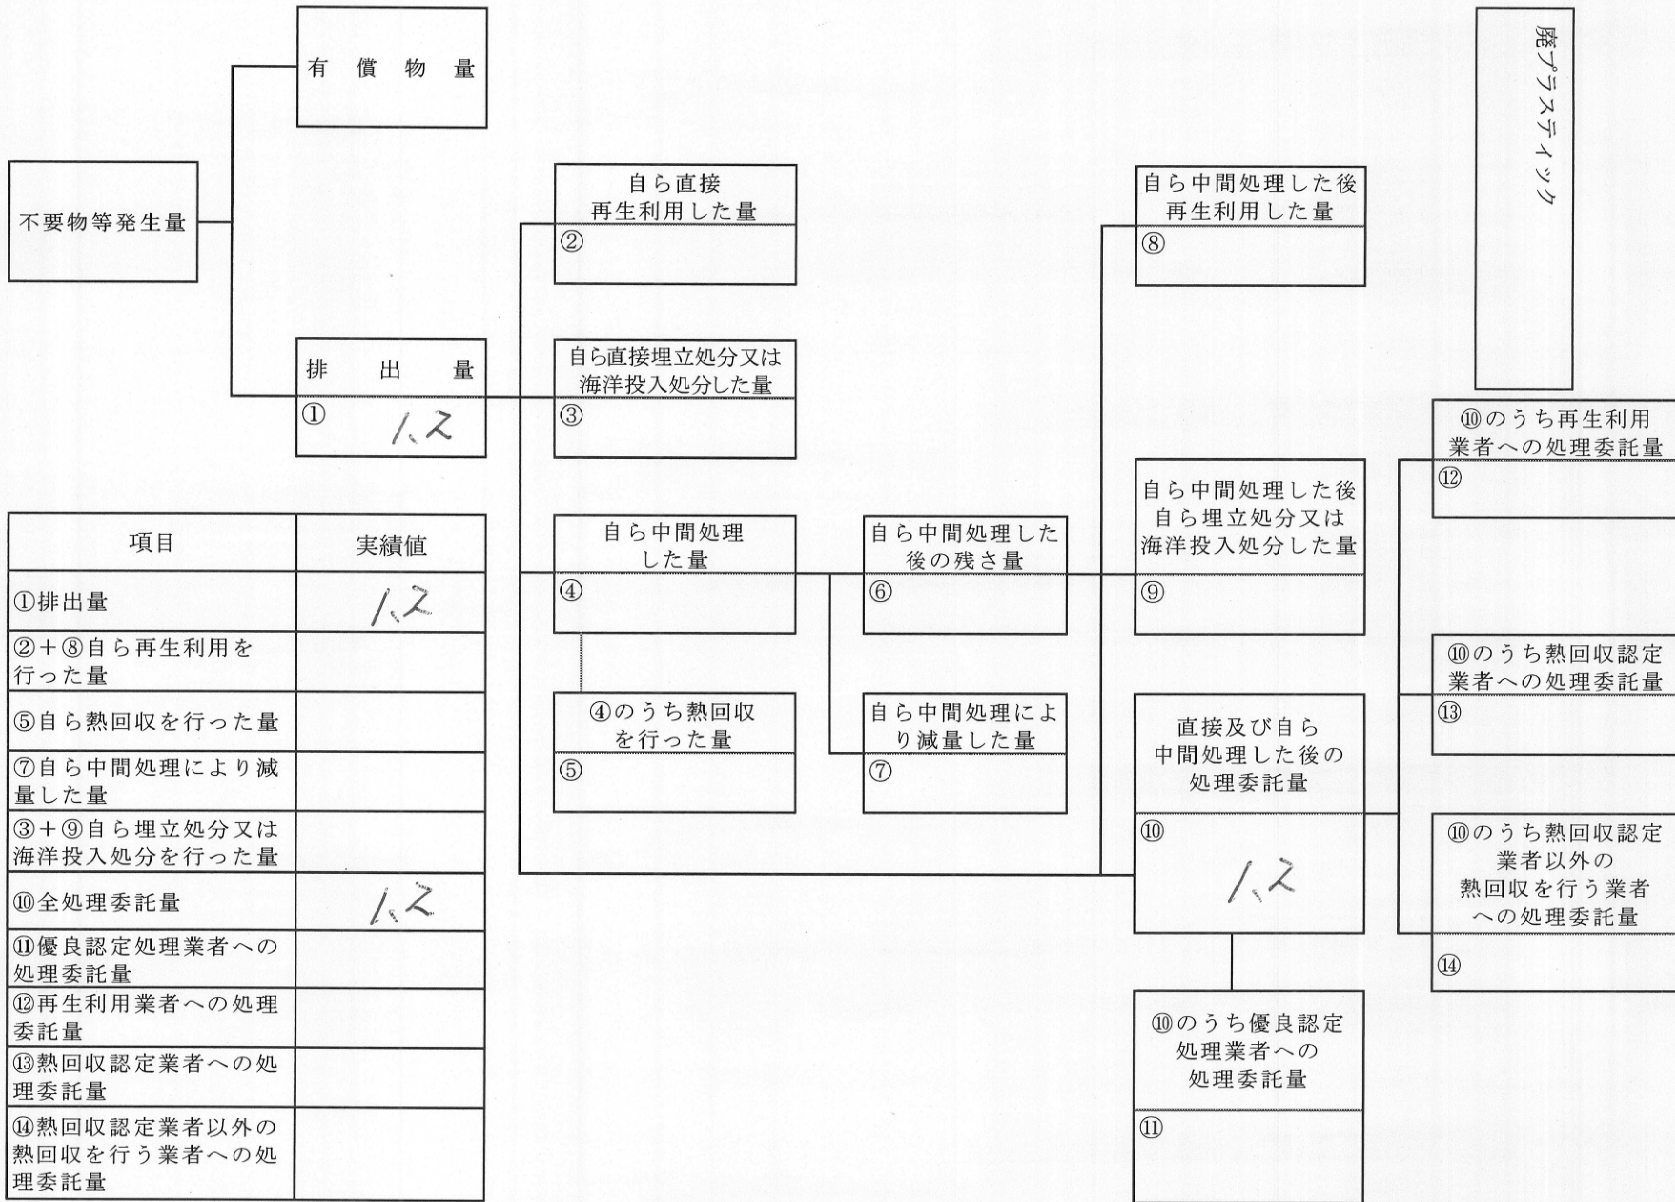 有償物量
廃プラスティック
不要物等発生量
自ら直接
再生利用した量
②
自ら中間処理した後
再生利用した量
⑧
排出量
① 1.2
自ら直接埋立処分又は
海洋投入処分した量
③
⑩のうち再生利用
業者への処理委託量
⑫
自ら中間処理
した量
④
自ら中間処理した
後の残さ量
⑥
自ら中間処理した後
自ら埋立処分又は
海洋投入処分した量
⑨
⑩のうち熱回収認定
業者への処理委託量
⑬
④のうち熱回収
を行った量
⑤
自ら中間処理によ
り減量した量
⑦
直接及び自ら
中間処理した後の
処理委託量
⑩
1.2
⑩のうち熱回収認定
業者以外の
熱回収を行う業者
への処理委託量
⑭
⑩のうち優良認定
処理業者への
処理委託量
⑪
項目 実績値
①排出量 1.2
②+⑧自ら再生利用を
行った量
⑤自ら熱回収を行った量
⑦自ら中間処理により減
量した量
③+⑨自ら埋立処分又は
海洋投入処分を行った量
⑩全処理委託量 1.2
⑪優良認定処理業者への
処理委託量
⑫再生利用業者への処理
委託量
⑬熱回収認定業者への処
理委託量
⑭熱回収認定業者以外の
熱回収を行う業者への処
理委託量